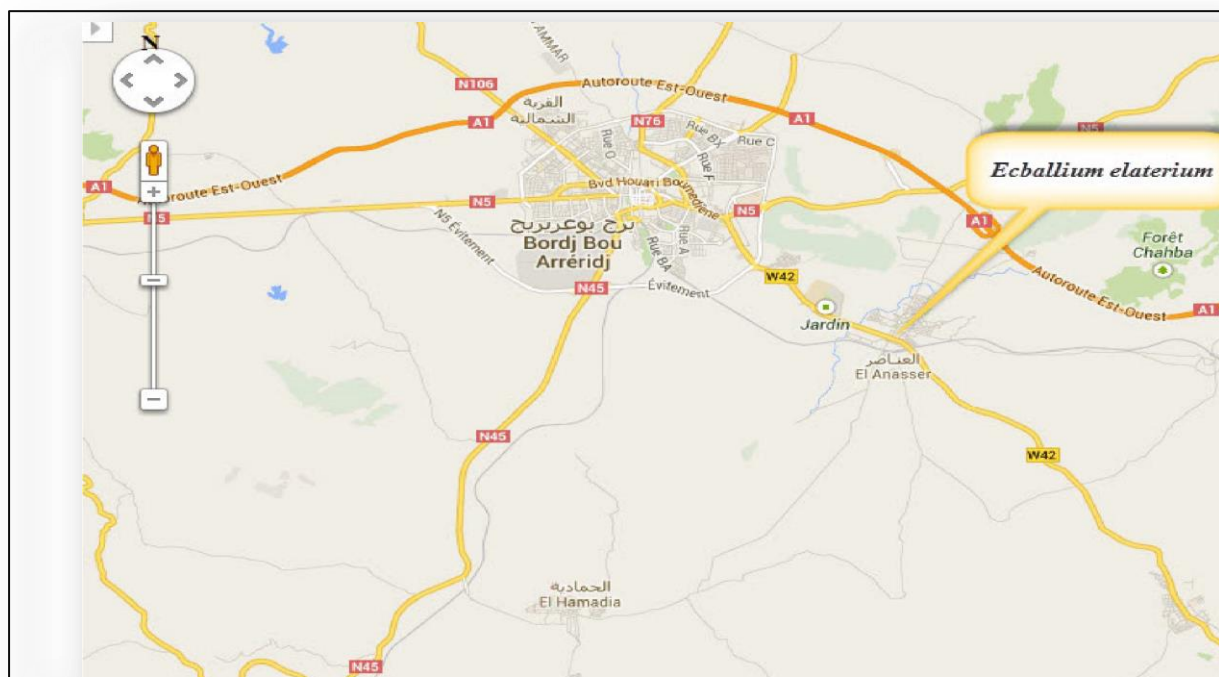 N
AMMAR
N106
Autoroute Est-Ouest
القرية
الشمالية
A1
N76
Rue BX
A1
Rue C
N5
Rue O
Rue F
Ecballium elaterium
A1
Autoroute Est-Ouest
Bvd Houari Boumediene
N5
N5
N5
A1
N5 Évitement
برج بوعريريج
Bordj Bou
Arréridj
Rue BA
Rue A
Forêt
Chahba
W42
N45
Évitement
Autoroute Est-Ouest
A1
Jardin
العناصر
El Anasser
N45
W42
الحمادية
El Hamadia
N45